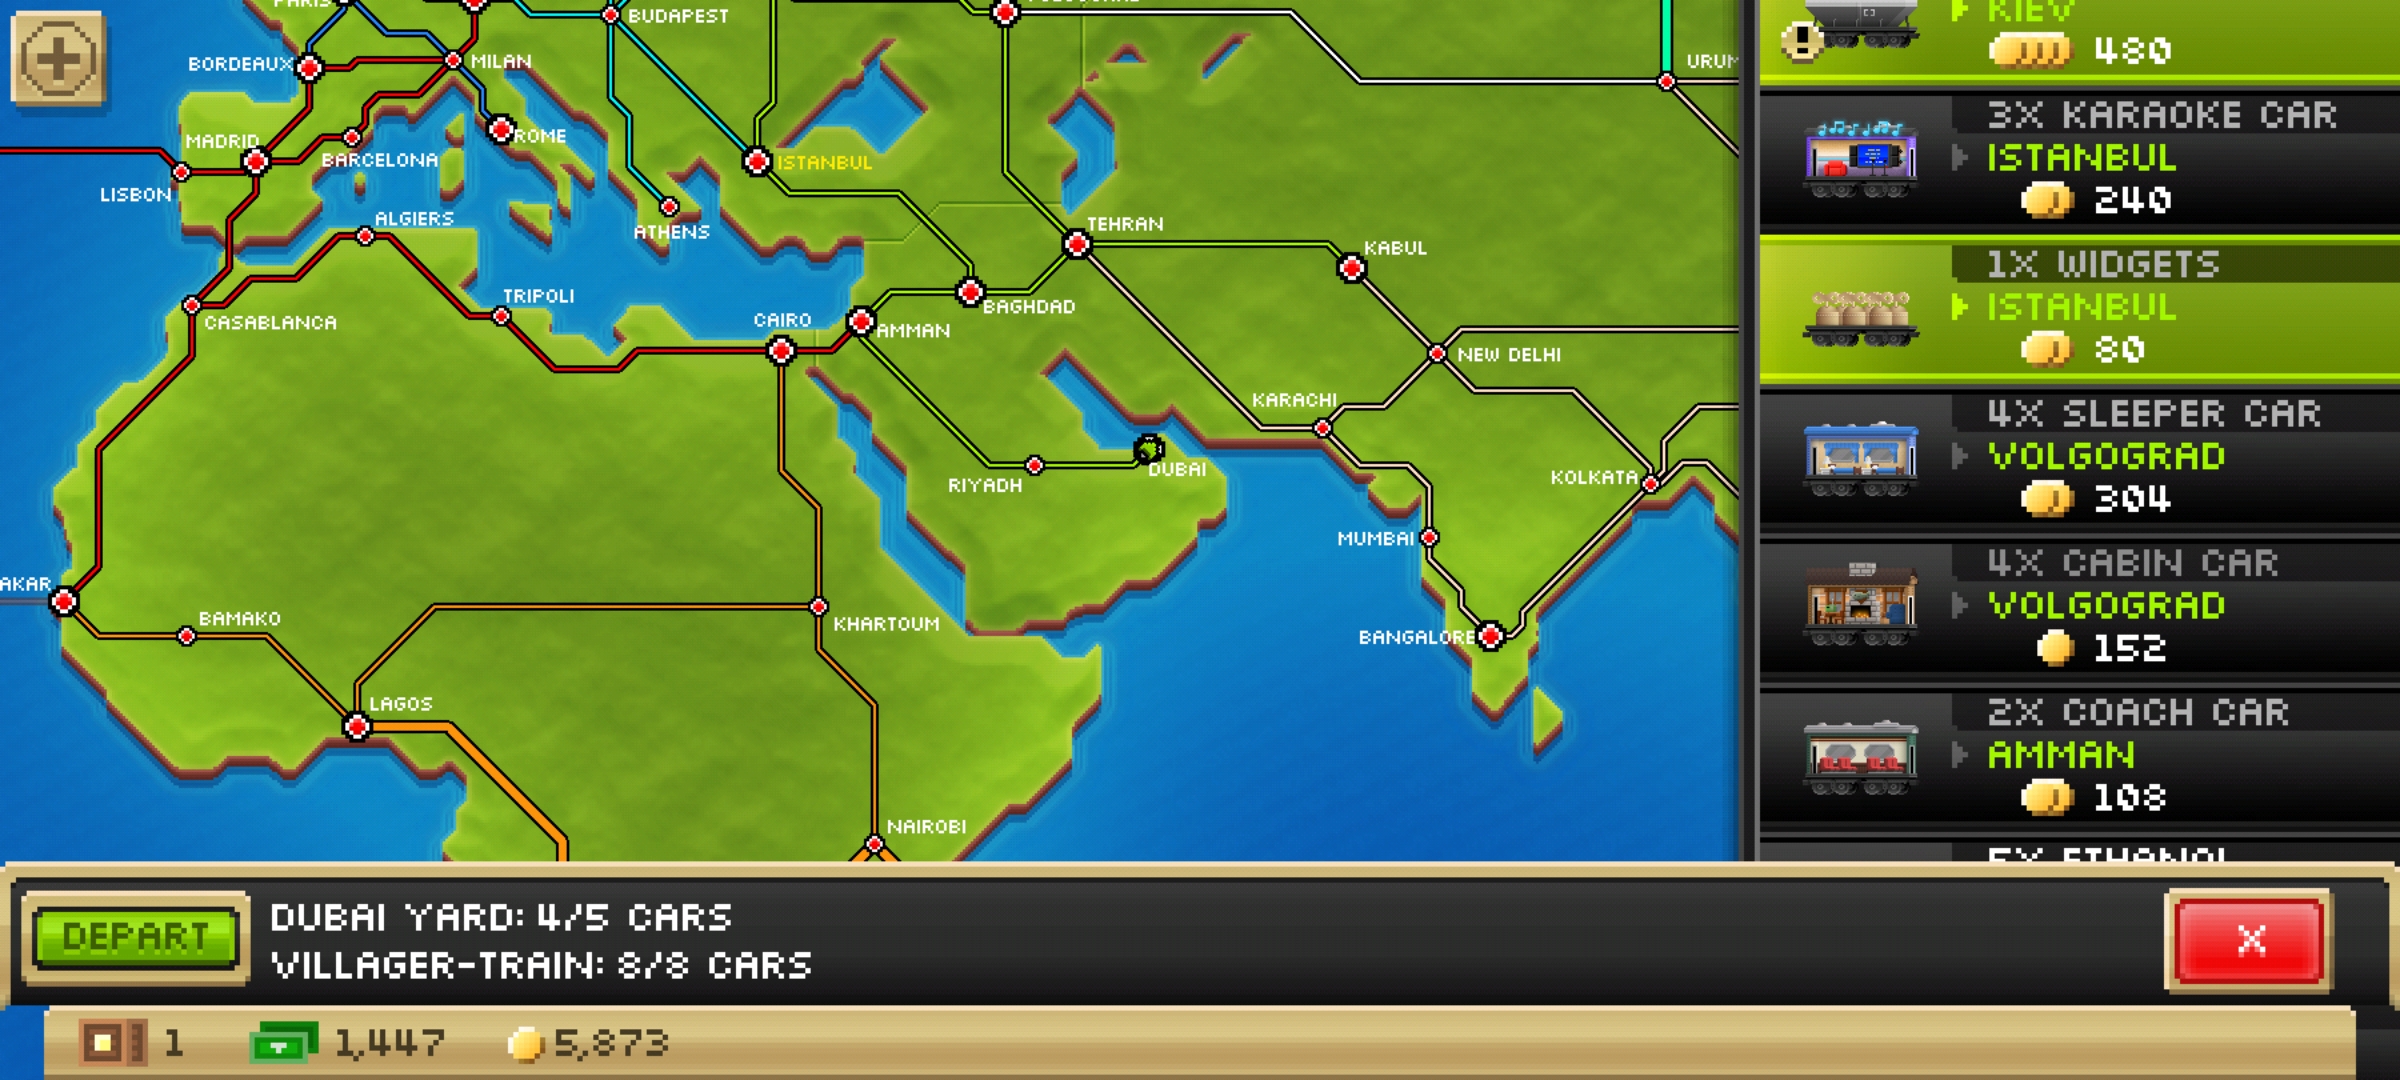 BUDAPEST
BORDEAUX
MILAN
URUM
MADRID
ROME
BARCELONA
ISTANBUL
LISBON
ALGIERS
ATHENS
TEHRAN
KABUL
TRIPOLI
CASABLANCA
CAIRO
AMMAN
BAGHDAD
NEW DELHI
KARACHI
RIYADH
DUBAI
KOLKATA
MUMBAI
AKAR
BAMAKO
KHARTOUM
BANGALORE
LAGOS
NAIROBI
KIEV
480
3X KARAOKE CAR
ISTANBUL
240
1X WIDGETS
ISTANBUL
80
4X SLEEPER CAR
VOLGOGRAD
304
4X CABIN CAR
VOLGOGRAD
152
2X COACH CAR
AMMAN
108
5X ETHANOL
DEPART
DUBAI YARD: 4/5 CARS
VILLAGER-TRAIN: 8/8 CARS
X
1
1,447
5,873